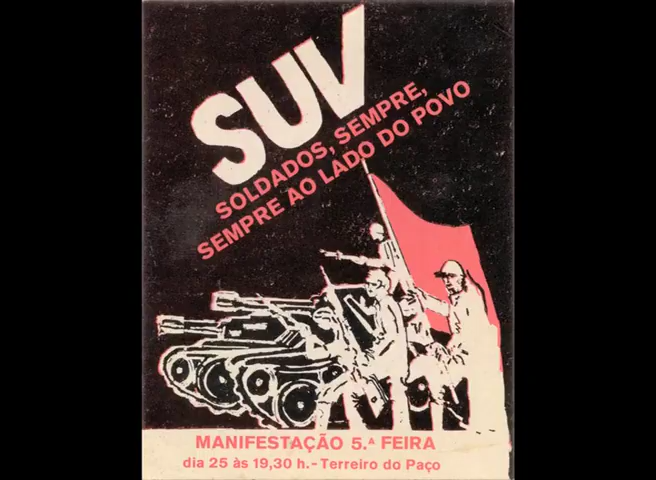 SUV
SOLDADOS, SEMPRE,
SEMPRE AO LADO DO POVO
MANIFESTAÇÃO 5.ª FEIRA
dia 25 às 19,30 h.-Terreiro do Paço